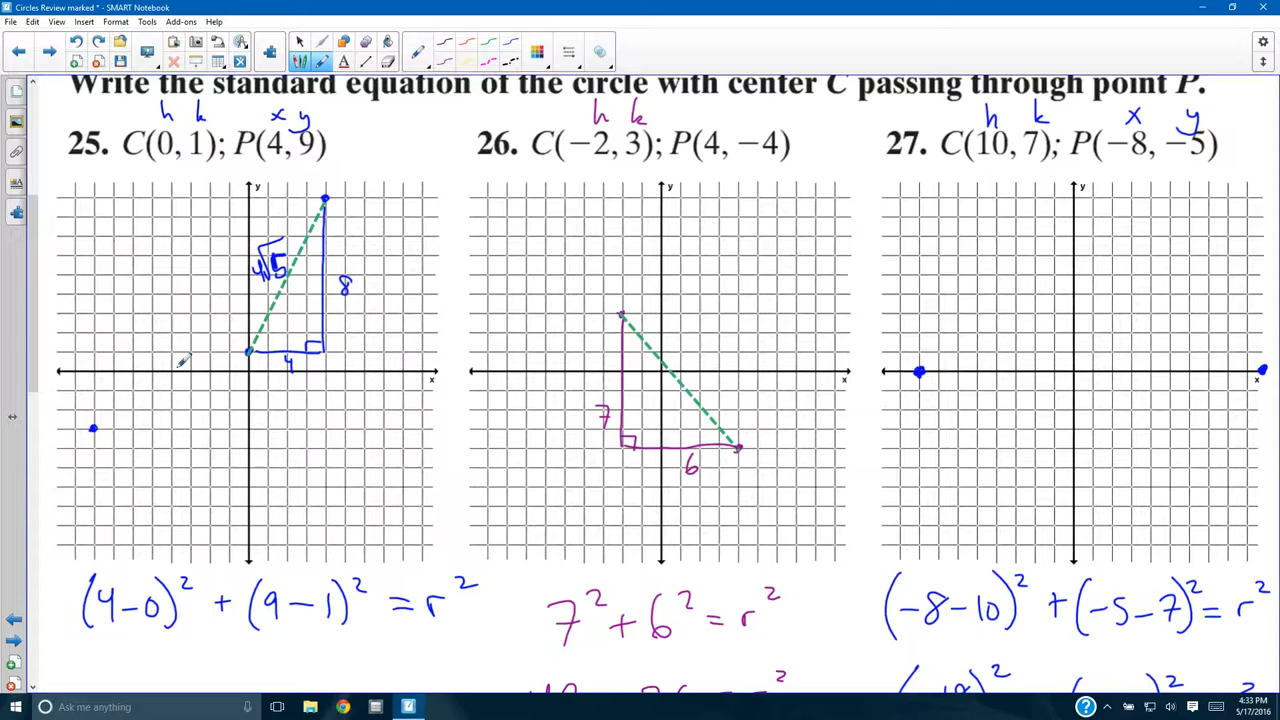 Circles Review marked * - SMART Notebook
File Edit View Insert Format Tools Add-ons Help
Write the standard equation of the circle with center C passing through point P.
h k x y
h k
h k x y
25. C(0, 1); P(4, 9)
26. C(−2, 3); P(4, −4)
27. C(10, 7); P(−8, −5)
y
4√5
8
4
x
y
7
6
x
y
x
(4−0)² + (9−1)² = r²
7² + 6² = r²
(−8−10)² + (−5−7)² = r²
Ask me anything
4:33 PM
5/17/2016